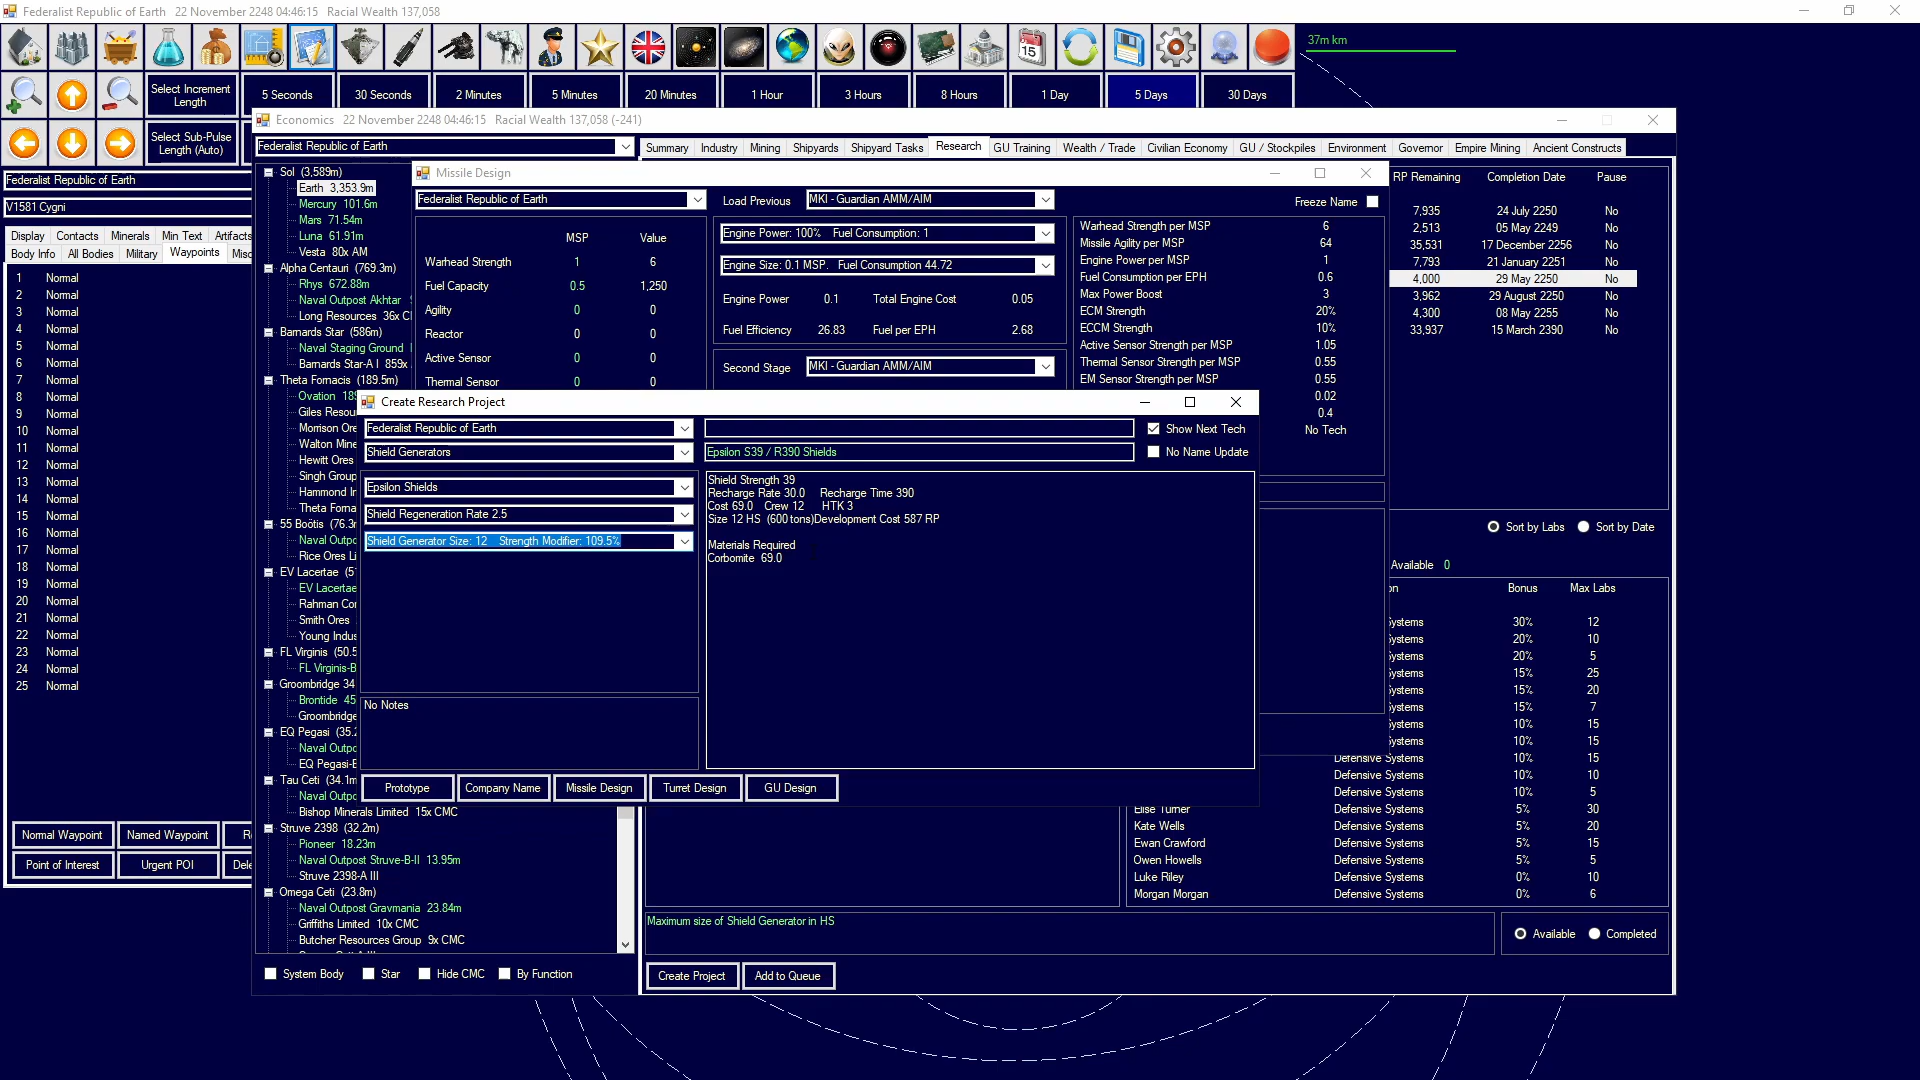 Federalist Republic of Earth   22 November 2248 04:46:15   Racial Wealth 137,058
37m km
Select Increment Length
5 Seconds
30 Seconds
2 Minutes
5 Minutes
20 Minutes
1 Hour
3 Hours
8 Hours
1 Day
5 Days
30 Days
Select Sub-Pulse Length (Auto)
Federalist Republic of Earth
V1581 Cygni
Display Contacts Minerals Min Text Artifacts
Body Info All Bodies Military Waypoints Misc
1 Normal
2 Normal
3 Normal
4 Normal
5 Normal
6 Normal
7 Normal
8 Normal
9 Normal
10 Normal
11 Normal
12 Normal
13 Normal
14 Normal
15 Normal
16 Normal
17 Normal
18 Normal
19 Normal
20 Normal
21 Normal
22 Normal
23 Normal
24 Normal
25 Normal
Normal Waypoint Named Waypoint
Point of Interest Urgent POI
Economics   22 November 2248 04:46:15   Racial Wealth 137,058 (-241)
Federalist Republic of Earth
Summary Industry Mining Shipyards Shipyard Tasks Research GU Training Wealth / Trade Civilian Economy GU / Stockpiles Environment Governor Empire Mining Ancient Constructs
Sol (3,589m)
Earth 3,353.9m
Mercury 101.6m
Mars 71.54m
Luna 61.91m
Vesta 80x AM
Alpha Centauri (769.3m)
Rhys 672.88m
Naval Outpost Akhtar
Long Resources 36x C
Barnards Star (586m)
Naval Staging Ground
Barnards Star-A I 859x
Theta Fornacis (189.5m)
Ovation 18
Giles Resou
Morrison Ore
Walton Mine
Hewitt Ores
Singh Group
Hammond In
Theta Forna
55 Boötis (76.3
Naval Outpo
Rice Ores Li
EV Lacertae (5
EV Lacertae
Rahman Cor
Smith Ores
Young Indus
FL Virginis (50.5
FL Virginis-B
Groombridge 34
Brontide 45
Groombridge
EQ Pegasi (35.2
Naval Outpo
EQ Pegasi-B
Tau Ceti (34.1m
Naval Outpo
Bishop Minerals Limited 15x CMC
Struve 2398 (32.2m)
Pioneer 18.23m
Naval Outpost Struve-B-II 13.95m
Struve 2398-A III
Omega Ceti (23.8m)
Naval Outpost Gravmania 23.84m
Griffiths Limited 10x CMC
Butcher Resources Group 9x CMC
System Body Star Hide CMC By Function
Missile Design
Federalist Republic of Earth
Load Previous MKI - Guardian AMM/AIM
Freeze Name
MSP Value
Warhead Strength 1 6
Fuel Capacity 0.5 1,250
Agility 0 0
Reactor 0 0
Active Sensor 0 0
Thermal Sensor 0 0
Engine Power: 100%   Fuel Consumption: 1
Engine Size: 0.1 MSP.  Fuel Consumption 44.72
Engine Power 0.1 Total Engine Cost 0.05
Fuel Efficiency 26.83 Fuel per EPH 2.68
Second Stage MKI - Guardian AMM/AIM
Warhead Strength per MSP 6
Missile Agility per MSP 64
Engine Power per MSP 1
Fuel Consumption per EPH 0.6
Max Power Boost 3
ECM Strength 20%
ECCM Strength 10%
Active Sensor Strength per MSP 1.05
Thermal Sensor Strength per MSP 0.55
EM Sensor Strength per MSP 0.55
0.02
0.4
No Tech
Create Research Project
Federalist Republic of Earth
Show Next Tech
Shield Generators
Epsilon S39 / R390 Shields
No Name Update
Epsilon Shields
Shield Regeneration Rate 2.5
Shield Generator Size: 12   Strength Modifier: 109.5%
Shield Strength 39
Recharge Rate 30.0   Recharge Time 390
Cost 69.0   Crew 12   HTK 3
Size 12 HS (600 tons)Development Cost 587 RP
Materials Required
Corbomite 69.0
No Notes
Prototype Company Name Missile Design Turret Design GU Design
RP Remaining Completion Date Pause
7,935 24 July 2250 No
2,513 05 May 2249 No
35,531 17 December 2256 No
7,793 21 January 2251 No
4,000 29 May 2250 No
3,962 29 August 2250 No
4,300 08 May 2255 No
33,937 15 March 2390 No
Sort by Labs Sort by Date
Available 0
Bonus Max Labs
ystems 30% 12
ystems 20% 10
ystems 20% 5
ystems 15% 25
ystems 15% 20
ystems 15% 7
ystems 10% 15
ystems 10% 15
Defensive Systems 10% 15
Defensive Systems 10% 10
Defensive Systems 10% 5
Elise Turner Defensive Systems 5% 30
Kate Wells Defensive Systems 5% 20
Ewan Crawford Defensive Systems 5% 15
Owen Howells Defensive Systems 5% 5
Luke Riley Defensive Systems 0% 10
Morgan Morgan Defensive Systems 0% 6
Maximum size of Shield Generator in HS
Available Completed
Create Project Add to Queue